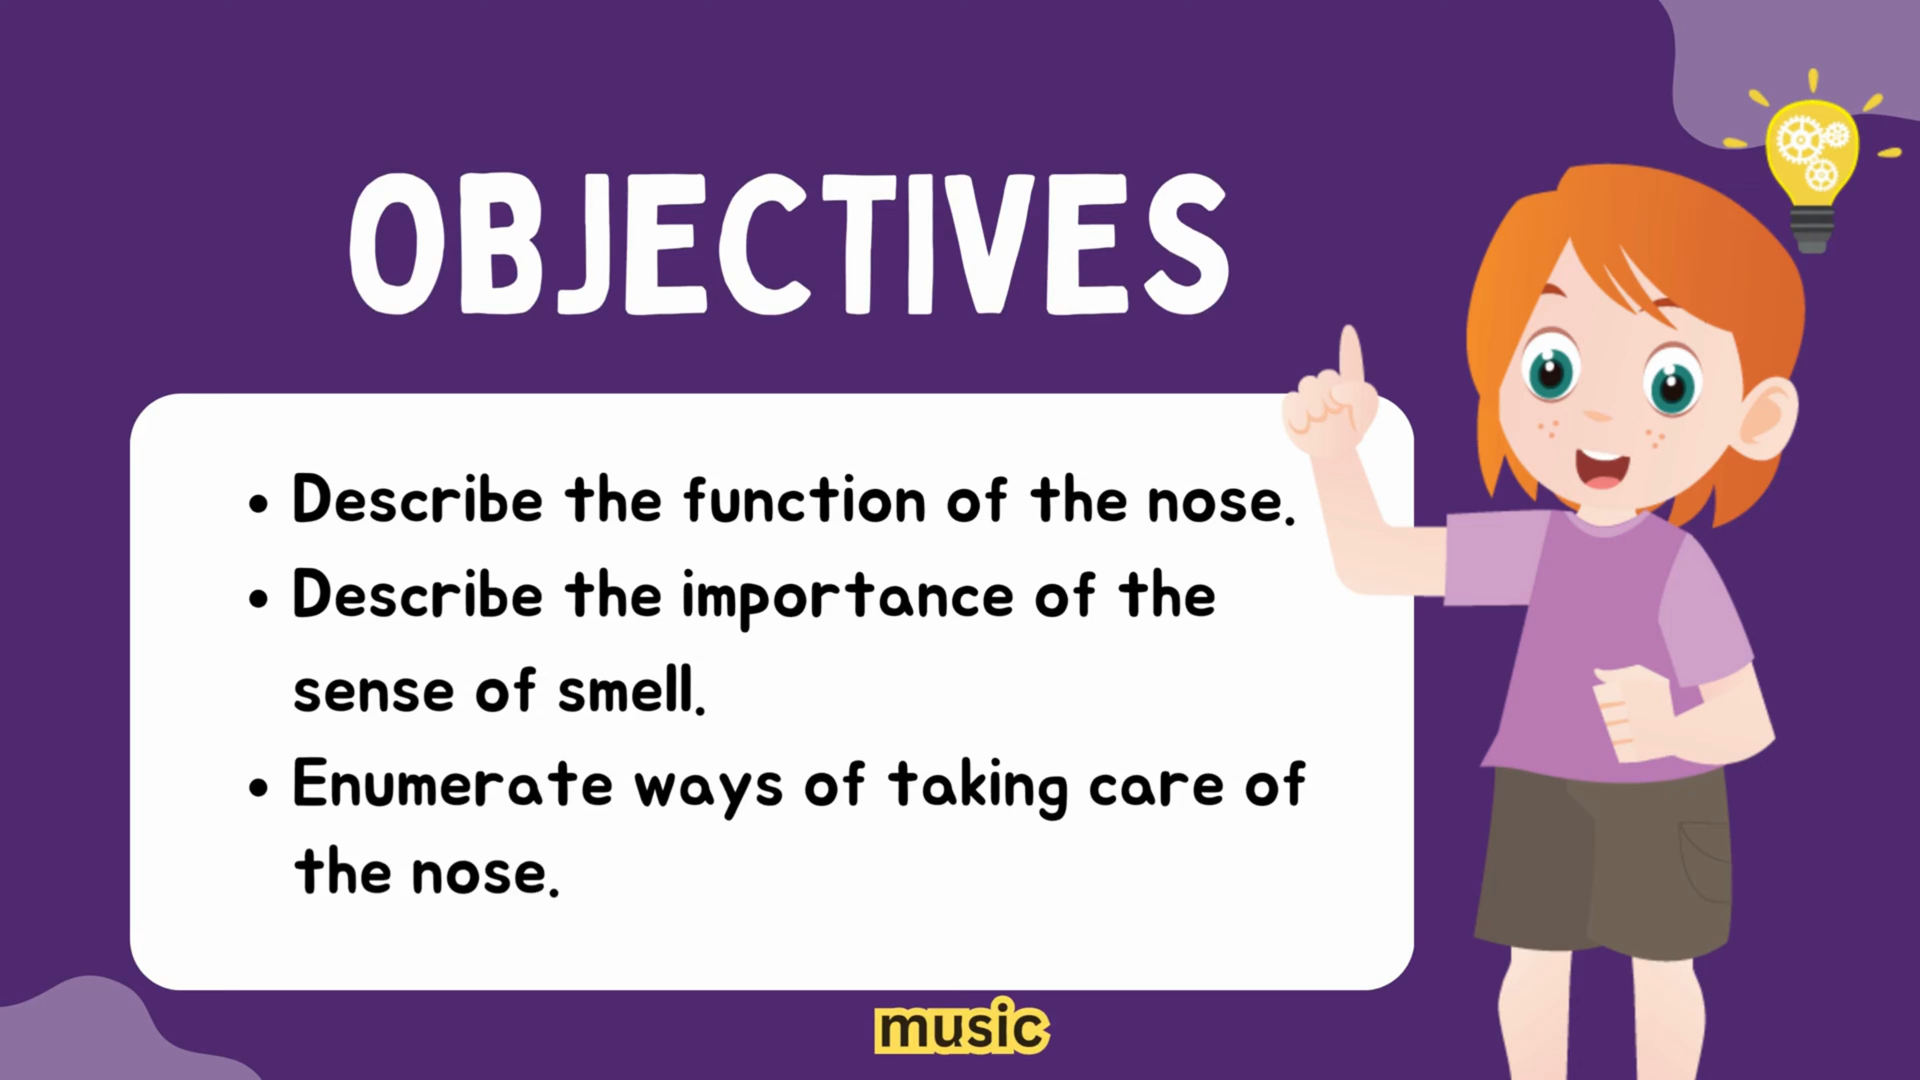 OBJECTIVES
• Describe the function of the nose.
• Describe the importance of the
sense of smell.
• Enumerate ways of taking care of
the nose.
music